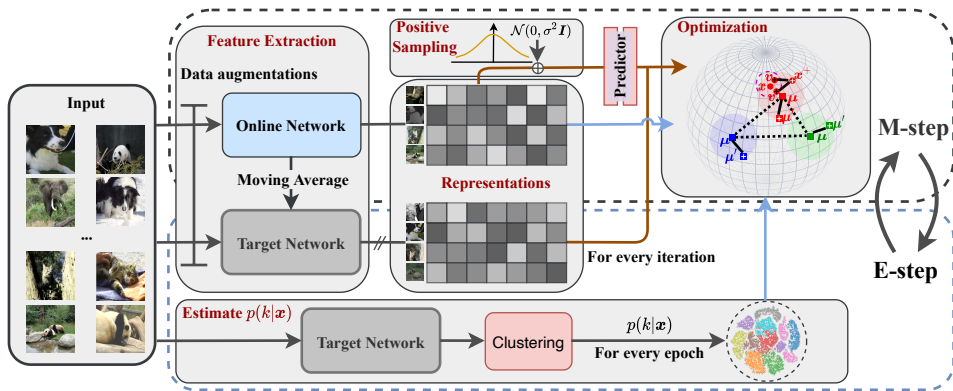 Input
...
Feature Extraction
Data augmentations
Online Network
Moving Average
Target Network
//
Positive
Sampling
𝒩(0, σ²𝑰)
⊕
Predictor
Representations
For every iteration
Optimization
v x x⁺
x
v μ
μ′
μ μ′
μ μ′
M-step
E-step
Estimate p(k|𝒙)
Target Network
Clustering
p(k|𝒙)
For every epoch